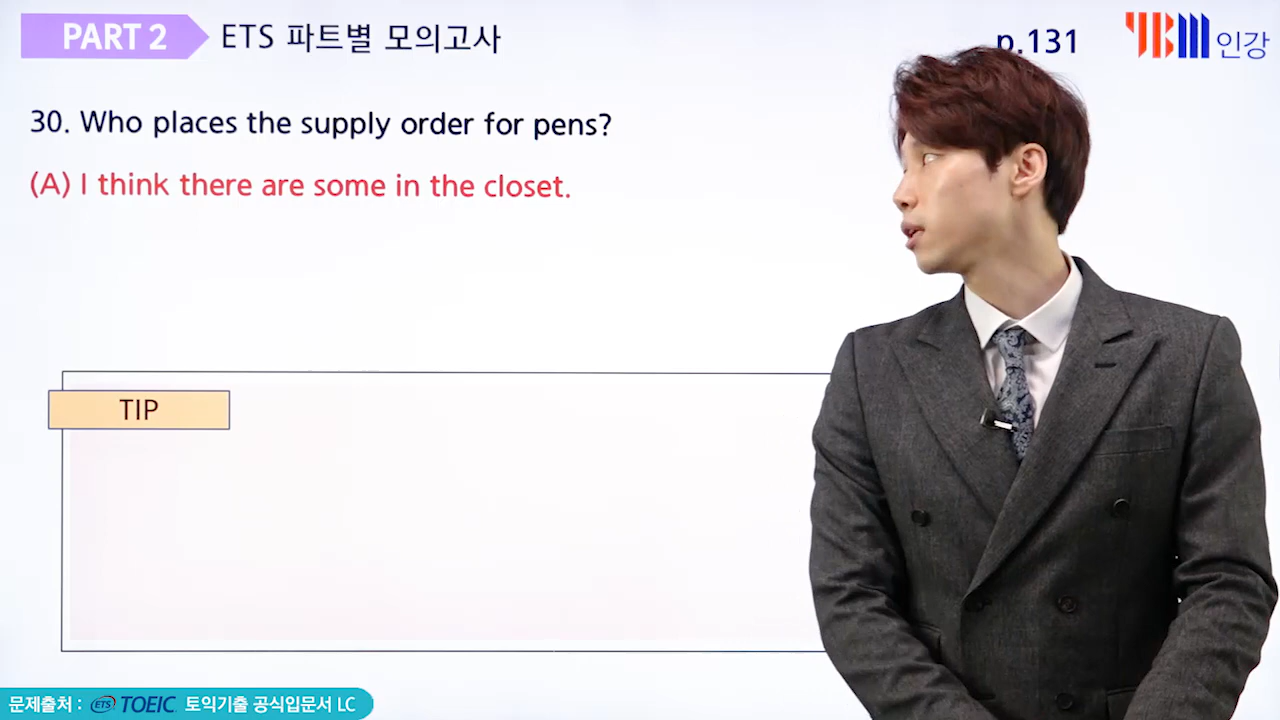 PART 2 ETS 파트별 모의고사 p.131 YBM 인강
30. Who places the supply order for pens?
(A) I think there are some in the closet.
TIP
문제출처 : ETS TOEIC 토익기출 공식입문서 LC